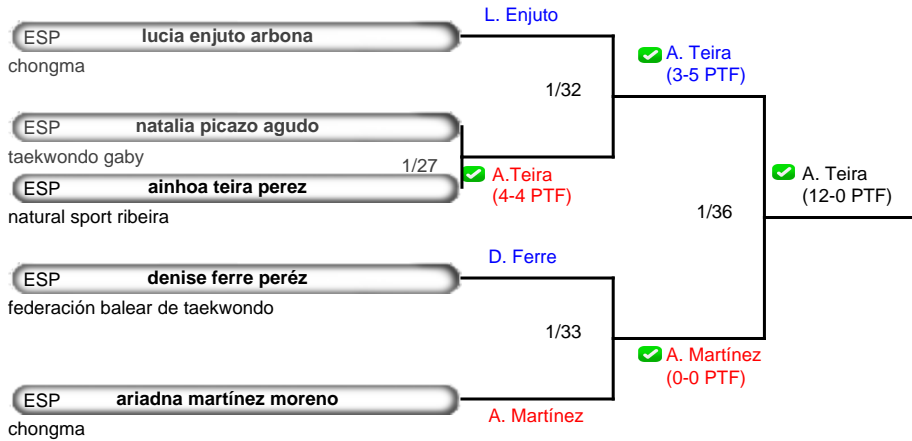 L. Enjuto
ESP lucia enjuto arbona
chongma
A. Teira
(3-5 PTF)
1/32
ESP natalia picazo agudo
taekwondo gaby
1/27
A.Teira
(4-4 PTF)
ESP ainhoa teira perez
natural sport ribeira
A. Teira
(12-0 PTF)
1/36
D. Ferre
ESP denise ferre peréz
federación balear de taekwondo
1/33
A. Martínez
(0-0 PTF)
ESP ariadna martínez moreno
A. Martínez
chongma